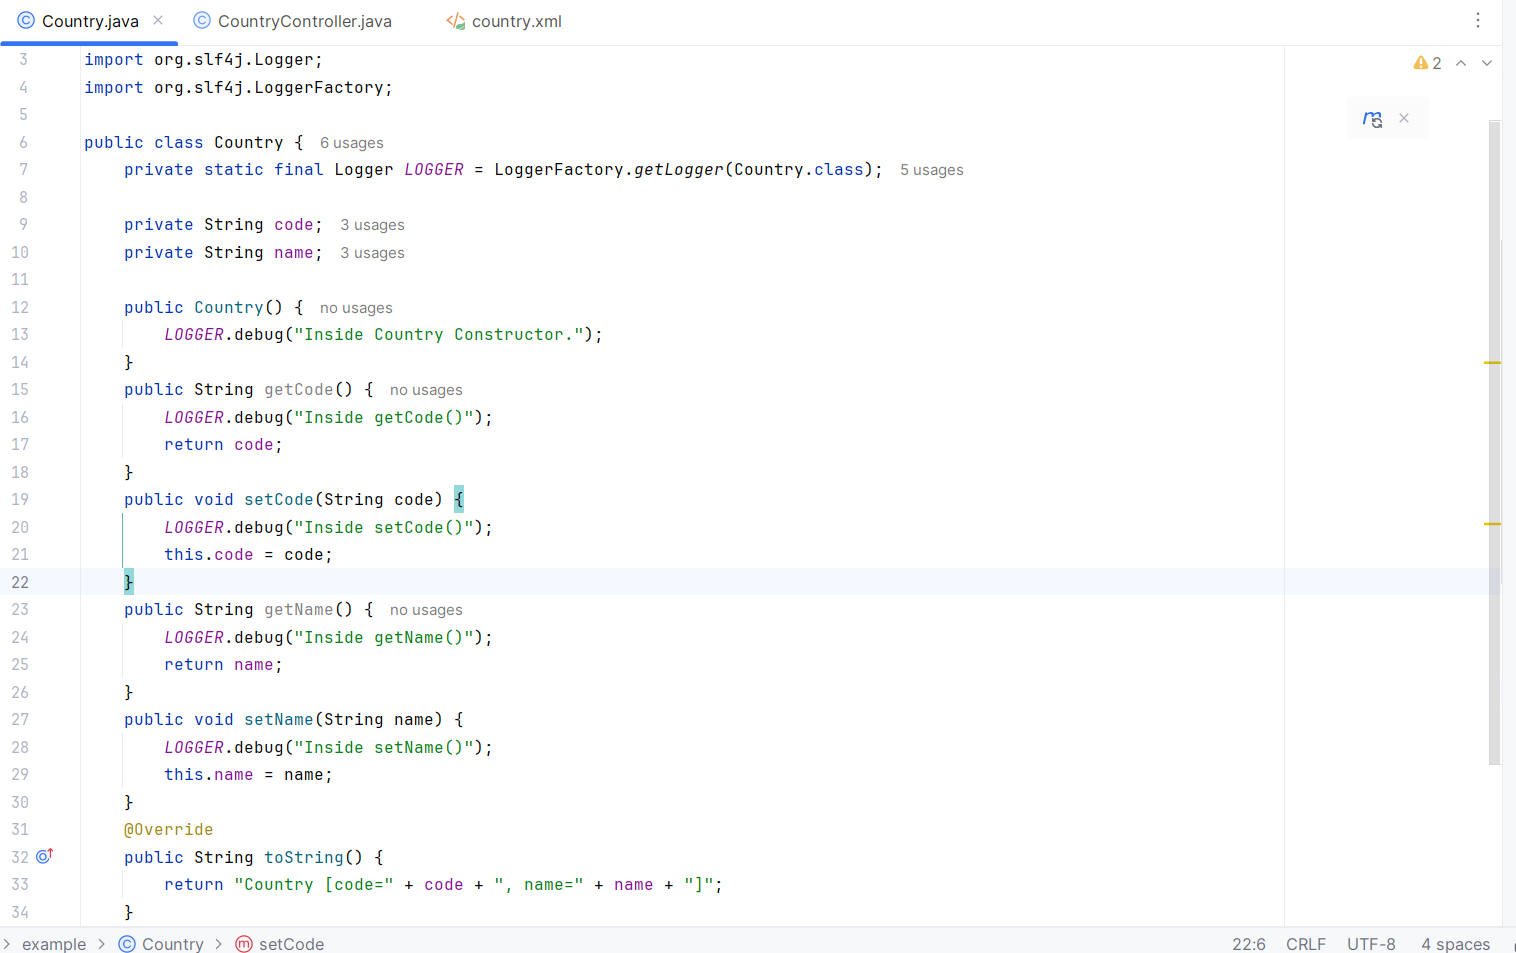 Country.java CountryController.java country.xml
3 import org.slf4j.Logger;
4 import org.slf4j.LoggerFactory;
2
5
6 public class Country { 6 usages
7 private static final Logger LOGGER = LoggerFactory.getLogger(Country.class); 5 usages
8
9 private String code; 3 usages
10 private String name; 3 usages
11
12 public Country() { no usages
13 LOGGER.debug("Inside Country Constructor.");
14 }
15 public String getCode() { no usages
16 LOGGER.debug("Inside getCode()");
17 return code;
18 }
19 public void setCode(String code) {
20 LOGGER.debug("Inside setCode()");
21 this.code = code;
22 }
23 public String getName() { no usages
24 LOGGER.debug("Inside getName()");
25 return name;
26 }
27 public void setName(String name) {
28 LOGGER.debug("Inside setName()");
29 this.name = name;
30 }
31 @Override
32 public String toString() {
33 return "Country [code=" + code + ", name=" + name + "]";
34 }
example > Country > setCode 22:6 CRLF UTF-8 4 spaces